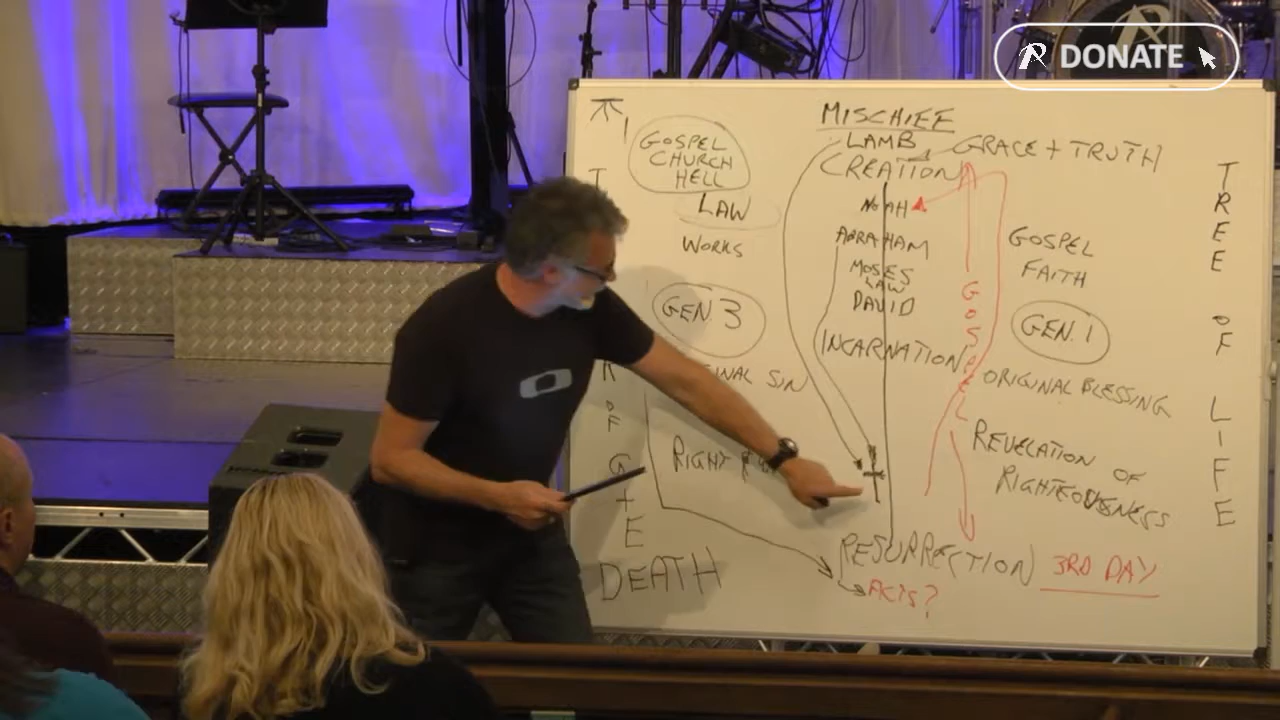 DONATE
MISCHIEF
LAMB
GRACE + TRUTH
CREATION
GOSPEL
CHURCH
HELL
LAW
WORKS
GEN 3
SIN
RIGHT
G+E
DEATH
NOAH
ABRAHAM
MOSES
LAW
DAVID
INCARNATION
RESURRECTION
3RD DAY
ACTS?
GOSPEL
GOSPEL
FAITH
GEN. 1
ORIGINAL BLESSING
REVELATION OF
RIGHTEOUSNESS
TREE OF LIFE